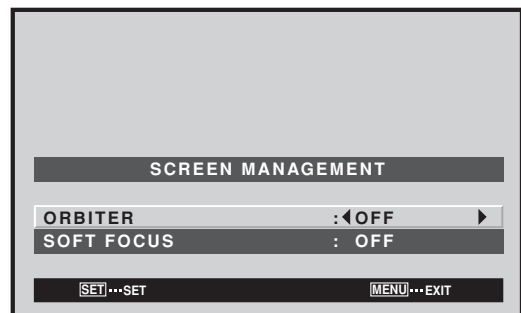 SCREEN MANAGEMENT
ORBITER :◀OFF ▶
SOFT FOCUS : OFF
SET•••SET MENU•••EXIT